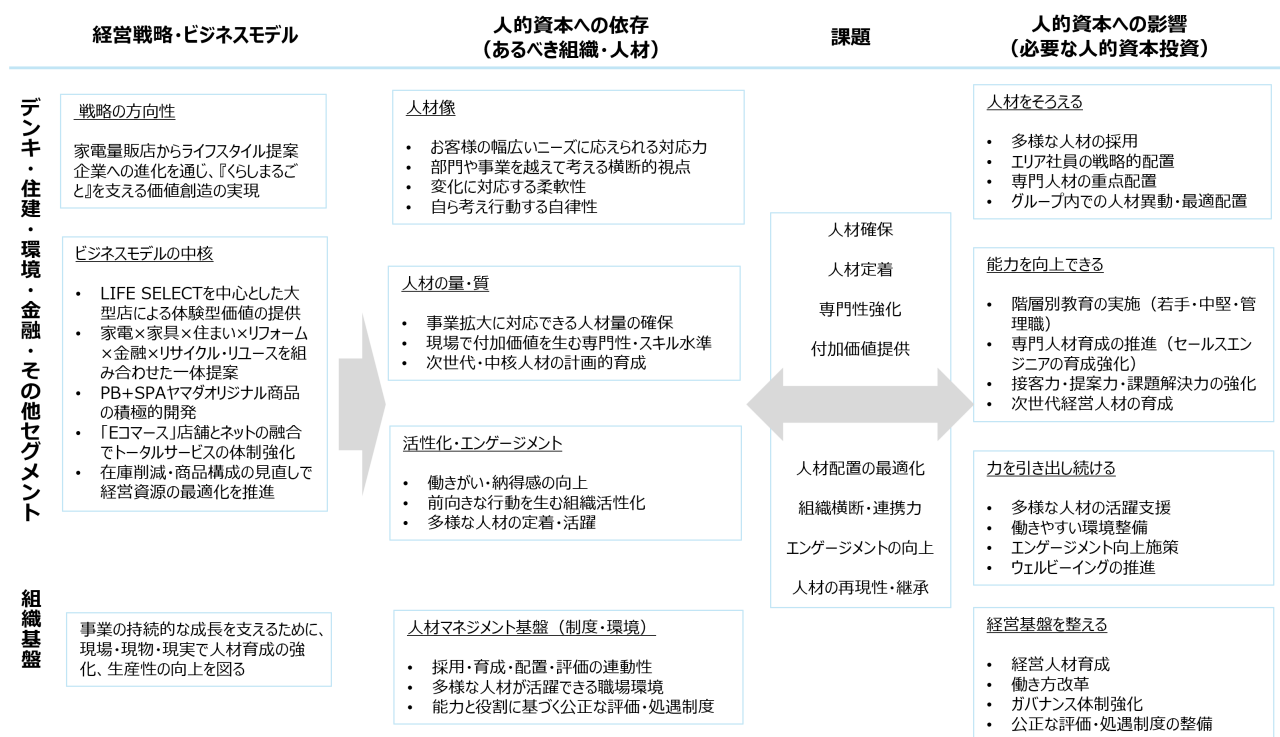 経営戦略・ビジネスモデル
人的資本への依存
（あるべき組織・人材）
課題
人的資本への影響
（必要な人的資本投資）
デンキ・住建・環境・金融・その他セグメント
戦略の方向性
家電量販店からライフスタイル提案
企業への進化を通じ、『くらしまるご
と』を支える価値創造の実現
ビジネスモデルの中核
• LIFE SELECTを中心とした大
型店による体験型価値の提供
• 家電×家具×住まい×リフォーム
×金融×リサイクル・リユースを組
み合わせた一体提案
• PB+SPAヤマダオリジナル商品
の積極的開発
• 「Eコマース」店舗とネットの融合
でトータルサービスの体制強化
• 在庫削減・商品構成の見直しで
経営資源の最適化を推進
人材像
• お客様の幅広いニーズに応えられる対応力
• 部門や事業を越えて考える横断的視点
• 変化に対応する柔軟性
• 自ら考え行動する自律性
人材の量・質
• 事業拡大に対応できる人材量の確保
• 現場で付加価値を生む専門性・スキル水準
• 次世代・中核人材の計画的育成
活性化・エンゲージメント
• 働きがい・納得感の向上
• 前向きな行動を生む組織活性化
• 多様な人材の定着・活躍
人材確保
人材定着
専門性強化
付加価値提供
人材配置の最適化
組織横断・連携力
エンゲージメントの向上
人材の再現性・継承
人材をそろえる
• 多様な人材の採用
• エリア社員の戦略的配置
• 専門人材の重点配置
• グループ内での人材異動・最適配置
能力を向上できる
• 階層別教育の実施（若手・中堅・管
理職）
• 専門人材育成の推進（セールスエン
ジニアの育成強化）
• 接客力・提案力・課題解決力の強化
• 次世代経営人材の育成
力を引き出し続ける
• 多様な人材の活躍支援
• 働きやすい環境整備
• エンゲージメント向上施策
• ウェルビーイングの推進
組織基盤
事業の持続的な成長を支えるために、
現場・現物・現実で人材育成の強
化、生産性の向上を図る
人材マネジメント基盤（制度・環境）
• 採用・育成・配置・評価の連動性
• 多様な人材が活躍できる職場環境
• 能力と役割に基づく公正な評価・処遇制度
経営基盤を整える
• 経営人材育成
• 働き方改革
• ガバナンス体制強化
• 公正な評価・処遇制度の整備